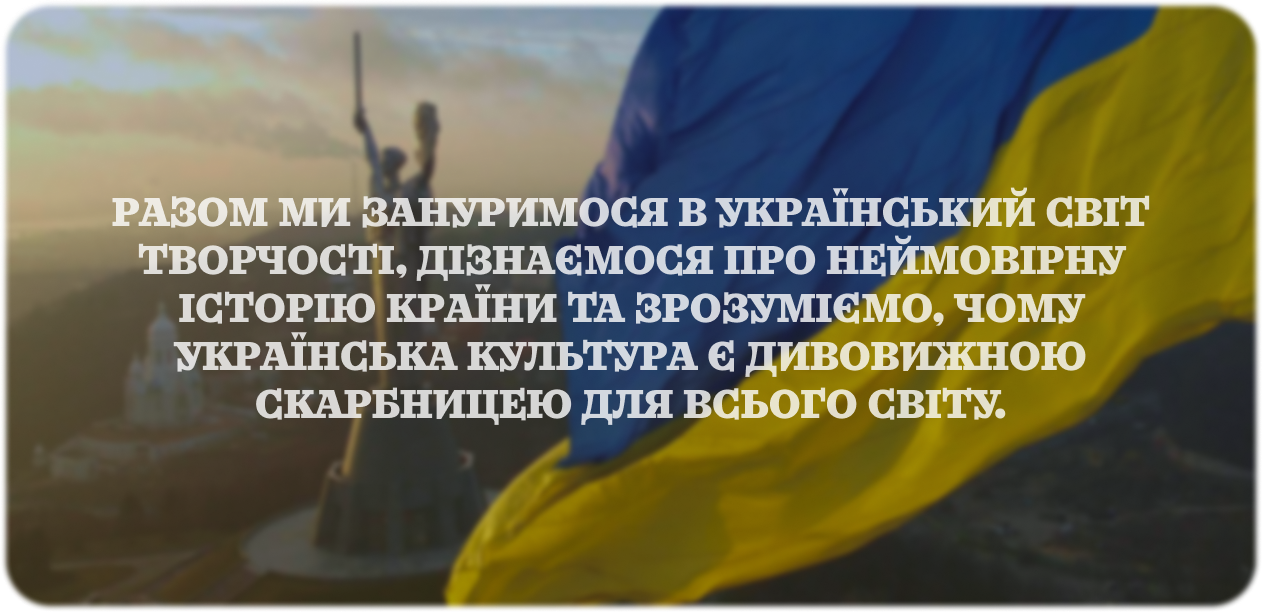 РАЗОМ МИ ЗАНУРИМОСЯ В УКРАЇНСЬКИЙ СВІТ
ТВОРЧОСТІ, ДІЗНАЄМОСЯ ПРО НЕЙМОВІРНУ
ІСТОРІЮ КРАЇНИ ТА ЗРОЗУМІЄМО, ЧОМУ
УКРАЇНСЬКА КУЛЬТУРА Є ДИВОВИЖНОЮ
СКАРБНИЦЕЮ ДЛЯ ВСЬОГО СВІТУ.